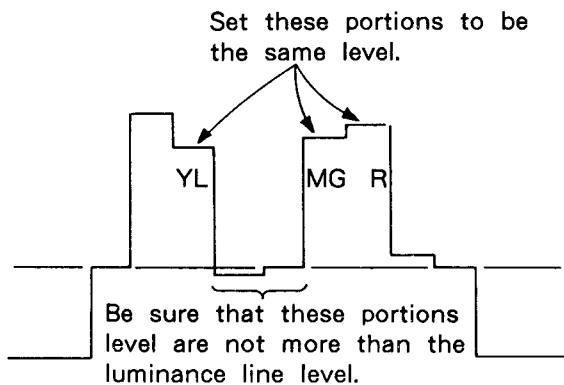 Set these portions to be
the same level.
YL
MG R
Be sure that these portions
level are not more than the
luminance line level.